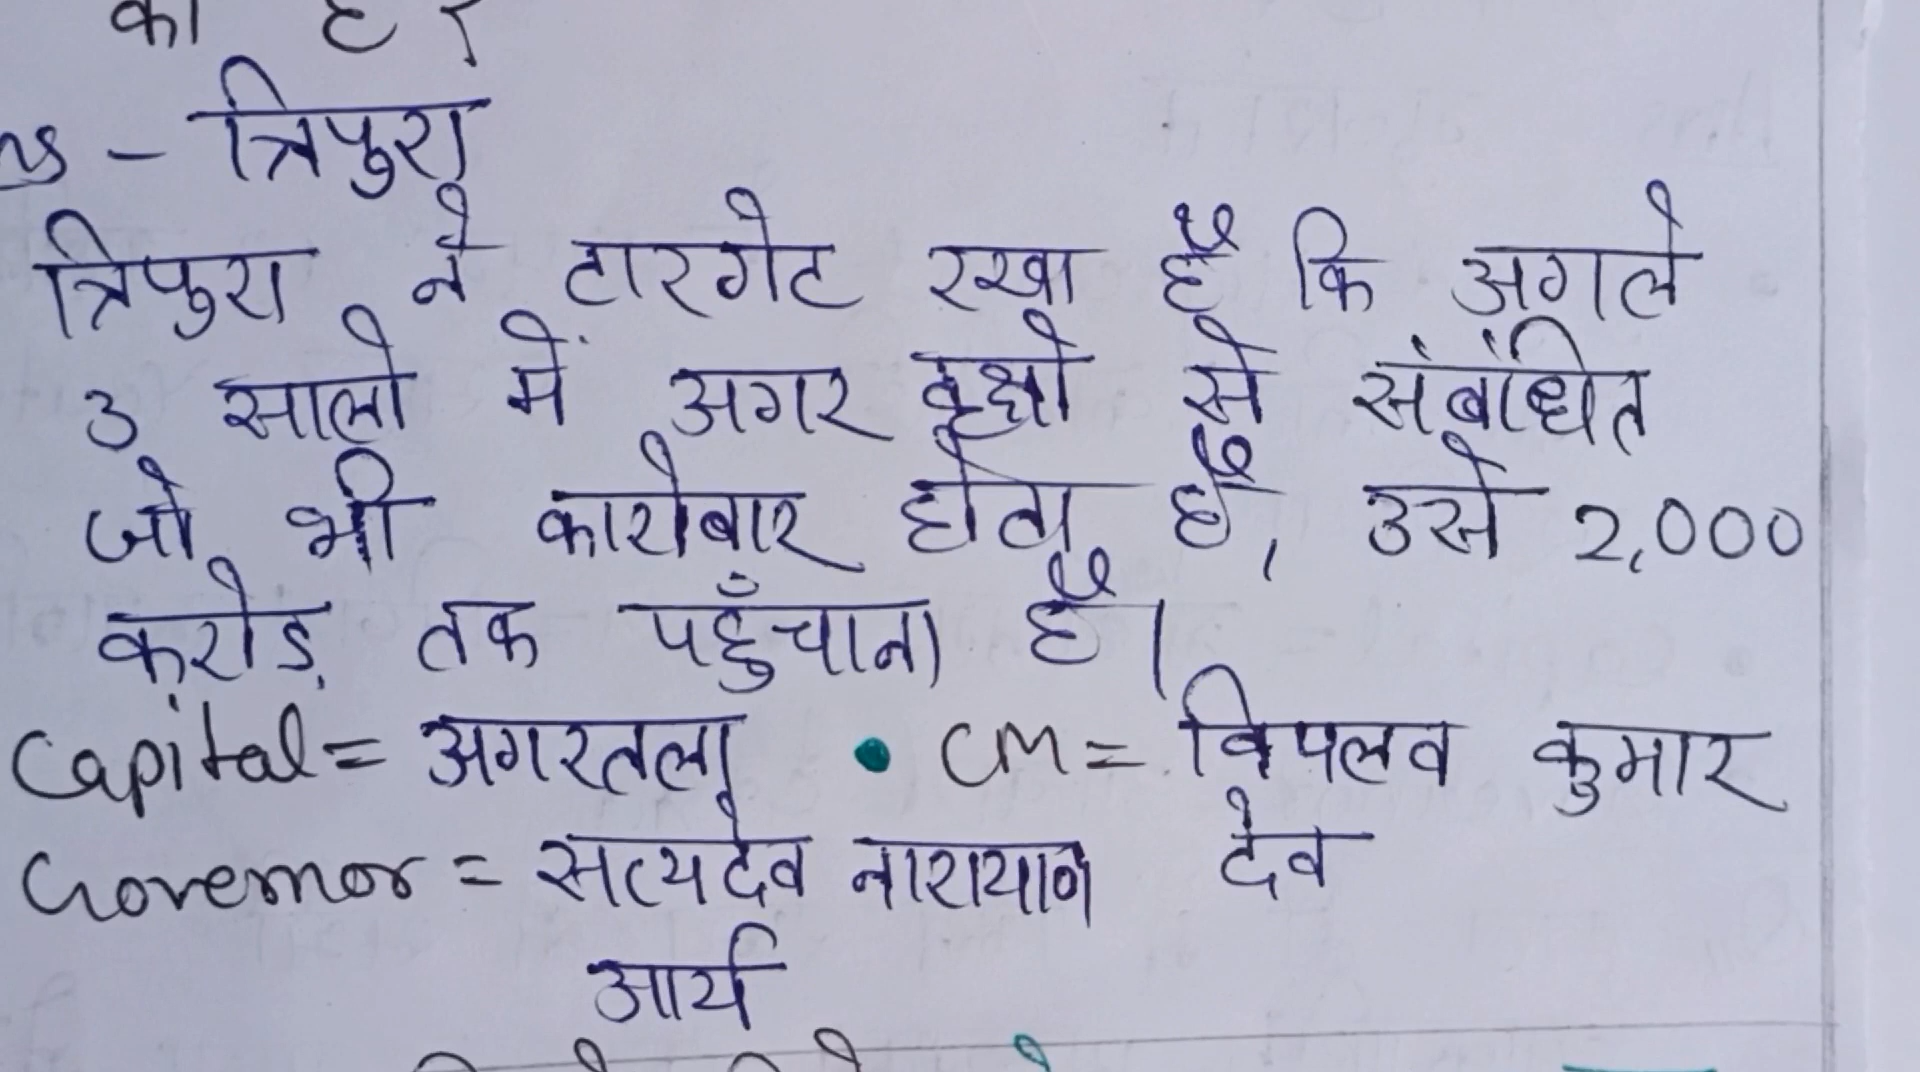 का है?
ns - त्रिपुरा
त्रिपुरा ने टारगेट रखा है कि अगले
3 सालो में अगर वृक्षो से संबंधित
जो भी कारोबार होता है, उसे 2,000
करोड़ तक पहुँचाना है।
Capital = अगरतला • CM = विपलव कुमार
देव
Governor = सत्यदेव नारायाण
आर्य